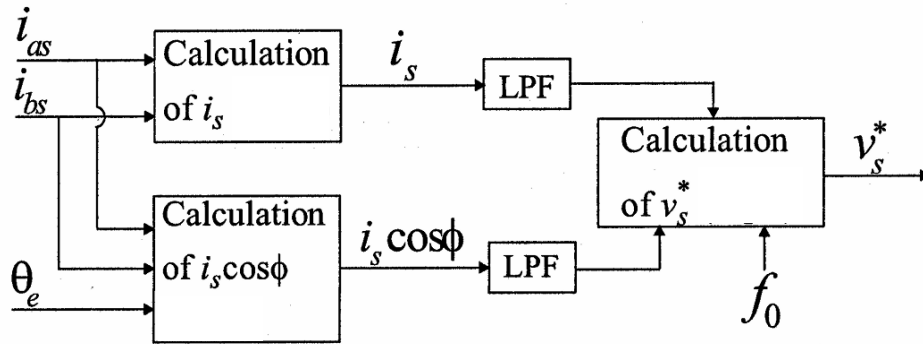 i_as
i_bs
Calculation
of i_s
i_s
LPF
Calculation
of v_s^*
v_s^*
θ_e
Calculation
of i_s cosϕ
i_s cosϕ
LPF
f_0